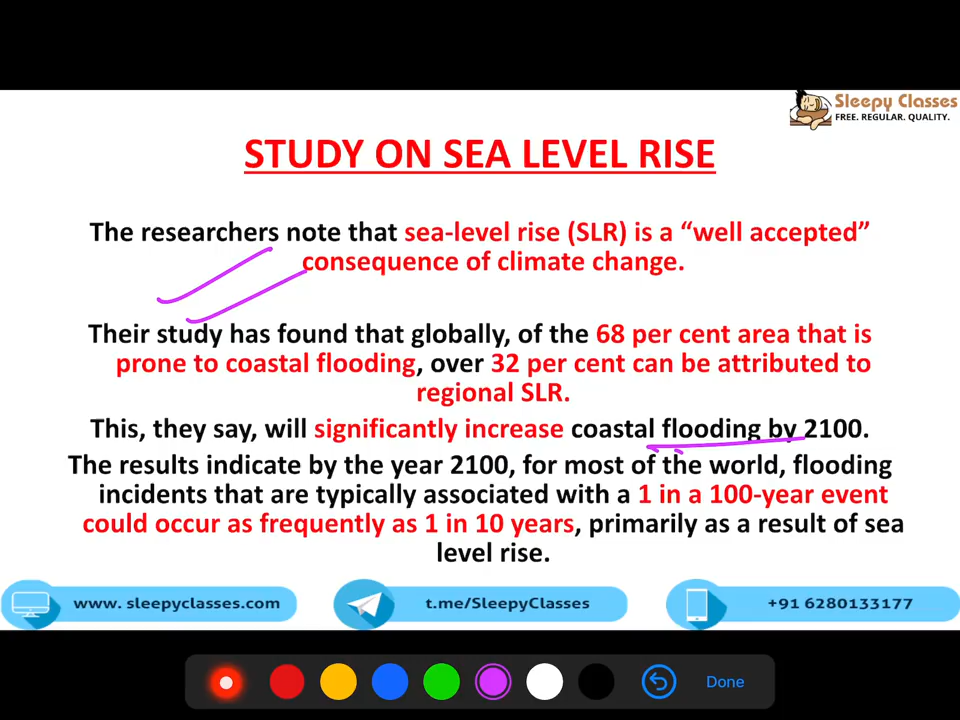 Sleepy Classes
FREE. REGULAR. QUALITY.
STUDY ON SEA LEVEL RISE
The researchers note that sea-level rise (SLR) is a “well accepted”
consequence of climate change.
Their study has found that globally, of the 68 per cent area that is
prone to coastal flooding, over 32 per cent can be attributed to
regional SLR.
This, they say, will significantly increase coastal flooding by 2100.
The results indicate by the year 2100, for most of the world, flooding
incidents that are typically associated with a 1 in a 100-year event
could occur as frequently as 1 in 10 years, primarily as a result of sea
level rise.
www. sleepyclasses.com
t.me/SleepyClasses
+91 6280133177
Done